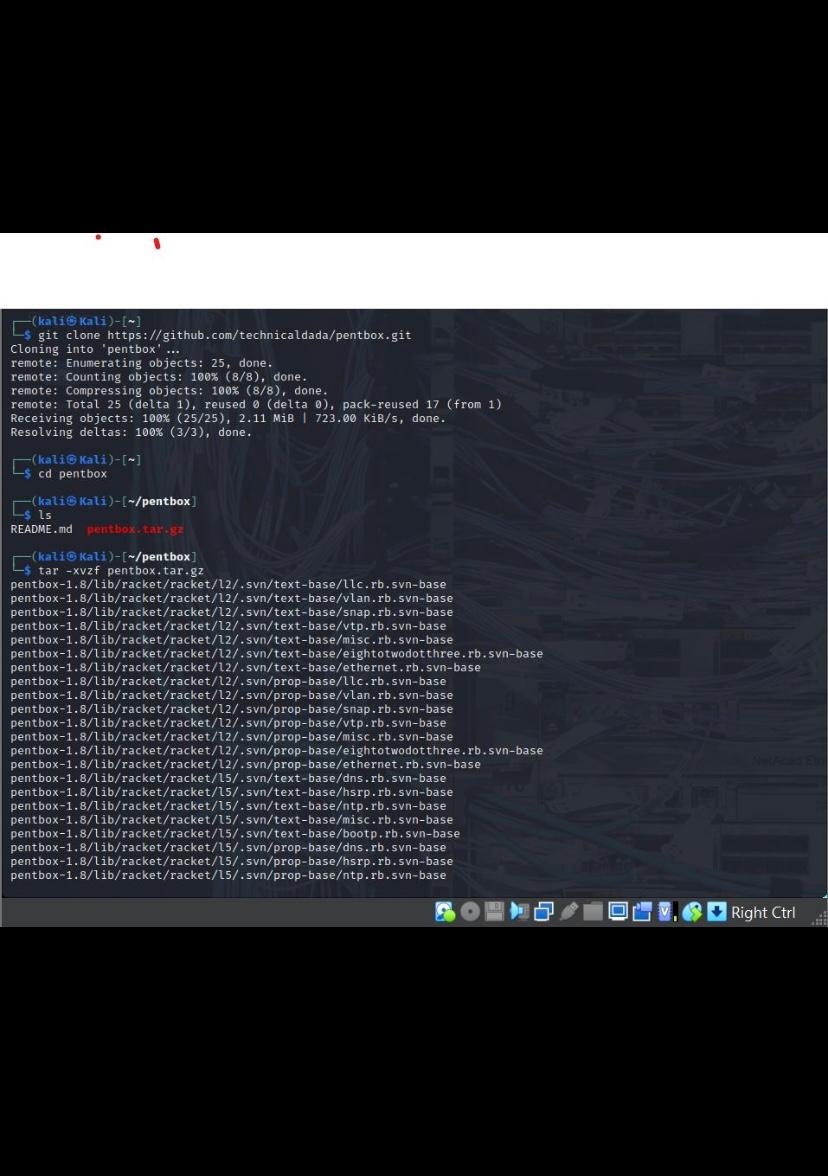 ┌──(kali㉿Kali)-[~]
└─$ git clone https://github.com/technicaldada/pentbox.git
Cloning into 'pentbox'...
remote: Enumerating objects: 25, done.
remote: Counting objects: 100% (8/8), done.
remote: Compressing objects: 100% (8/8), done.
remote: Total 25 (delta 1), reused 0 (delta 0), pack-reused 17 (from 1)
Receiving objects: 100% (25/25), 2.11 MiB | 723.00 KiB/s, done.
Resolving deltas: 100% (3/3), done.
┌──(kali㉿Kali)-[~]
└─$ cd pentbox
┌──(kali㉿Kali)-[~/pentbox]
└─$ ls
README.md  pentbox.tar.gz
┌──(kali㉿Kali)-[~/pentbox]
└─$ tar -xvzf pentbox.tar.gz
pentbox-1.8/lib/racket/racket/l2/.svn/text-base/llc.rb.svn-base
pentbox-1.8/lib/racket/racket/l2/.svn/text-base/vlan.rb.svn-base
pentbox-1.8/lib/racket/racket/l2/.svn/text-base/snap.rb.svn-base
pentbox-1.8/lib/racket/racket/l2/.svn/text-base/vtp.rb.svn-base
pentbox-1.8/lib/racket/racket/l2/.svn/text-base/misc.rb.svn-base
pentbox-1.8/lib/racket/racket/l2/.svn/text-base/eightotwodotthree.rb.svn-base
pentbox-1.8/lib/racket/racket/l2/.svn/text-base/ethernet.rb.svn-base
pentbox-1.8/lib/racket/racket/l2/.svn/prop-base/llc.rb.svn-base
pentbox-1.8/lib/racket/racket/l2/.svn/prop-base/vlan.rb.svn-base
pentbox-1.8/lib/racket/racket/l2/.svn/prop-base/snap.rb.svn-base
pentbox-1.8/lib/racket/racket/l2/.svn/prop-base/vtp.rb.svn-base
pentbox-1.8/lib/racket/racket/l2/.svn/prop-base/misc.rb.svn-base
pentbox-1.8/lib/racket/racket/l2/.svn/prop-base/eightotwodotthree.rb.svn-base
pentbox-1.8/lib/racket/racket/l2/.svn/prop-base/ethernet.rb.svn-base
pentbox-1.8/lib/racket/racket/l5/.svn/text-base/dns.rb.svn-base
pentbox-1.8/lib/racket/racket/l5/.svn/text-base/hsrp.rb.svn-base
pentbox-1.8/lib/racket/racket/l5/.svn/text-base/ntp.rb.svn-base
pentbox-1.8/lib/racket/racket/l5/.svn/text-base/misc.rb.svn-base
pentbox-1.8/lib/racket/racket/l5/.svn/text-base/bootp.rb.svn-base
pentbox-1.8/lib/racket/racket/l5/.svn/prop-base/dns.rb.svn-base
pentbox-1.8/lib/racket/racket/l5/.svn/prop-base/hsrp.rb.svn-base
pentbox-1.8/lib/racket/racket/l5/.svn/prop-base/ntp.rb.svn-base
Right Ctrl